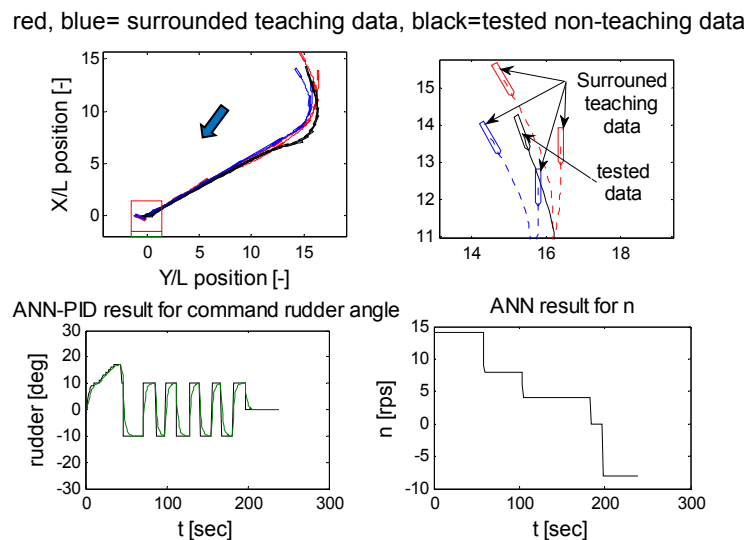 red, blue= surrounded teaching data, black=tested non-teaching data
X/L position [-]
15
10
5
0
0
5
10
15
Y/L position [-]
15
14
13
12
11
14
16
18
Surrouned
teaching
data
tested
data
ANN-PID result for command rudder angle
rudder [deg]
30
20
10
0
-10
-20
-30
0
100
200
300
t [sec]
ANN result for n
n [rps]
15
10
5
0
-5
-10
0
100
200
300
t [sec]